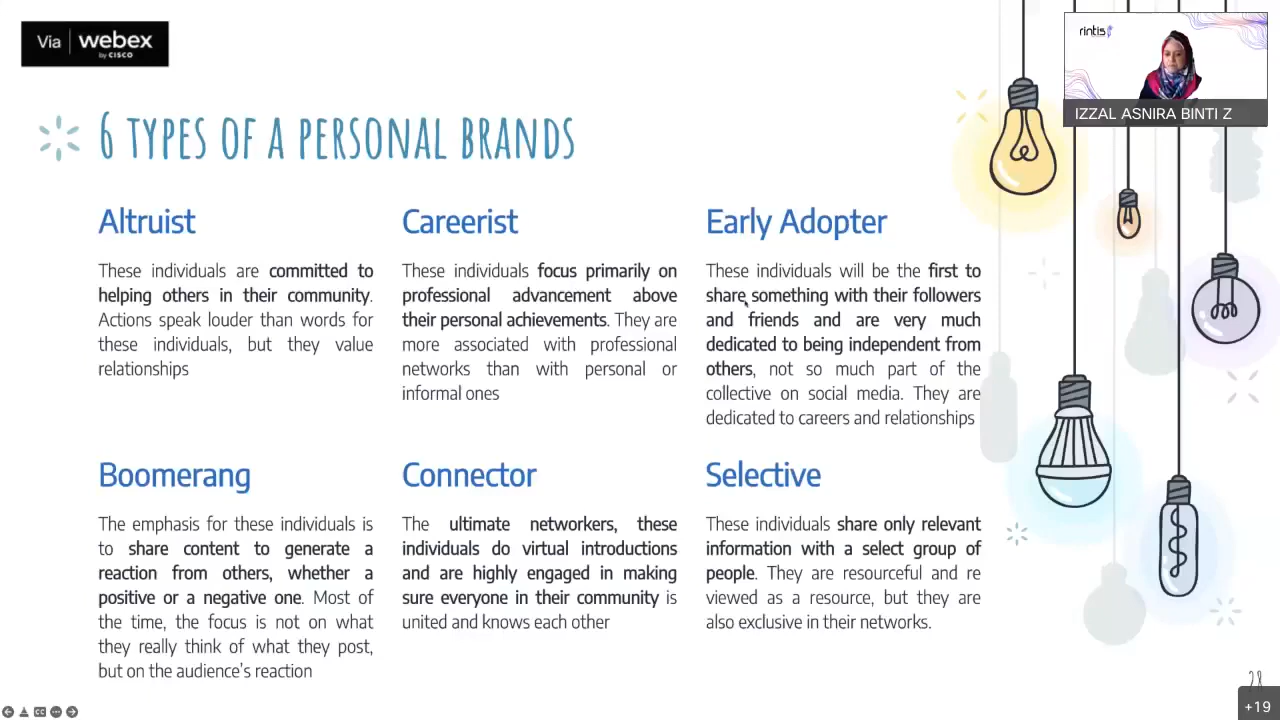 Via webex
by CISCO
rintis
IZZAL ASNIRA BINTI Z
6 TYPES OF A PERSONAL BRANDS
Altruist
These individuals are committed to
helping others in their community.
Actions speak louder than words for
these individuals, but they value
relationships
Careerist
These individuals focus primarily on
professional advancement above
their personal achievements. They are
more associated with professional
networks than with personal or
informal ones
Early Adopter
These individuals will be the first to
share something with their followers
and friends and are very much
dedicated to being independent from
others, not so much part of the
collective on social media. They are
dedicated to careers and relationships
Boomerang
The emphasis for these individuals is
to share content to generate a
reaction from others, whether a
positive or a negative one. Most of
the time, the focus is not on what
they really think of what they post,
but on the audience's reaction
Connector
The ultimate networkers, these
individuals do virtual introductions
and are highly engaged in making
sure everyone in their community is
united and knows each other
Selective
These individuals share only relevant
information with a select group of
people. They are resourceful and re
viewed as a resource, but they are
also exclusive in their networks.
28
+19